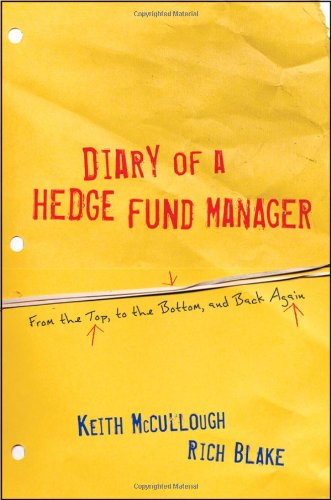 DIARY OF A
HEDGE FUND MANAGER
From the Top, to the Bottom, and Back Again
KEITH McCULLOUGH
RICH BLAKE
Copyrighted Material
Copyrighted Material